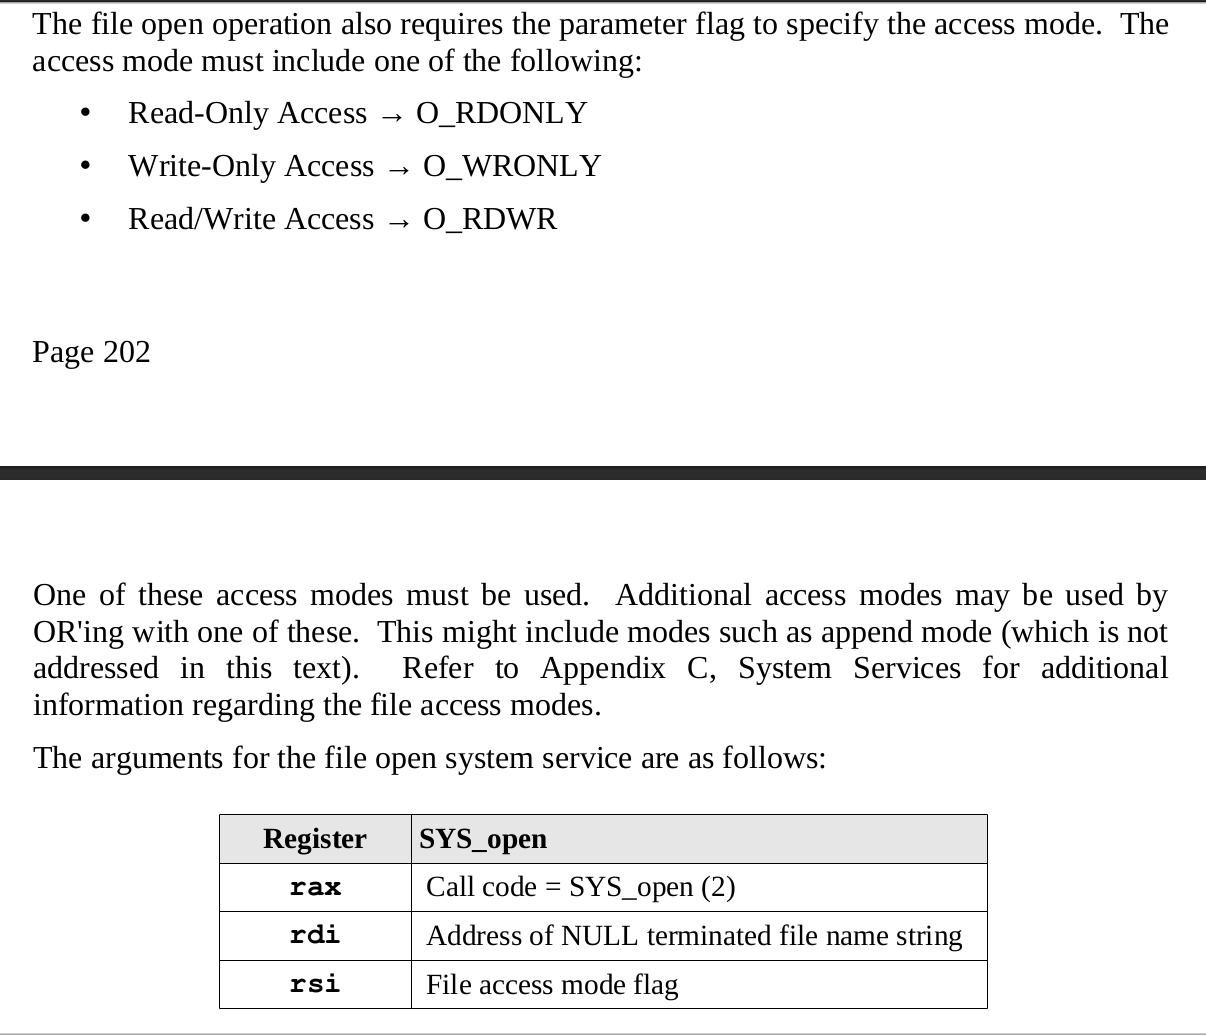 The file open operation also requires the parameter flag to specify the access mode.  The
access mode must include one of the following:
• Read-Only Access → O_RDONLY
• Write-Only Access → O_WRONLY
• Read/Write Access → O_RDWR
Page 202
One of these access modes must be used.  Additional access modes may be used by
OR'ing with one of these.  This might include modes such as append mode (which is not
addressed in this text).  Refer to Appendix C, System Services for additional
information regarding the file access modes.
The arguments for the file open system service are as follows:
Register SYS_open
rax Call code = SYS_open (2)
rdi Address of NULL terminated file name string
rsi File access mode flag